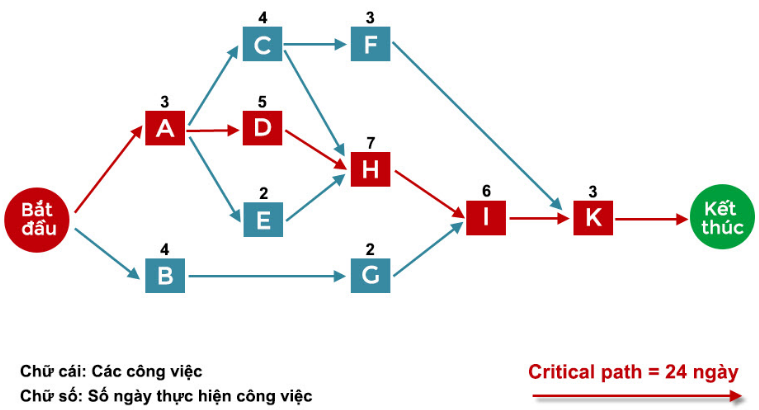 4
C
3
F
3
A
5
D
7
H
2
E
6
I
3
K
Bắt
đầu
Kết
thúc
4
B
2
G
Chữ cái: Các công việc
Chữ số: Số ngày thực hiện công việc
Critical path = 24 ngày